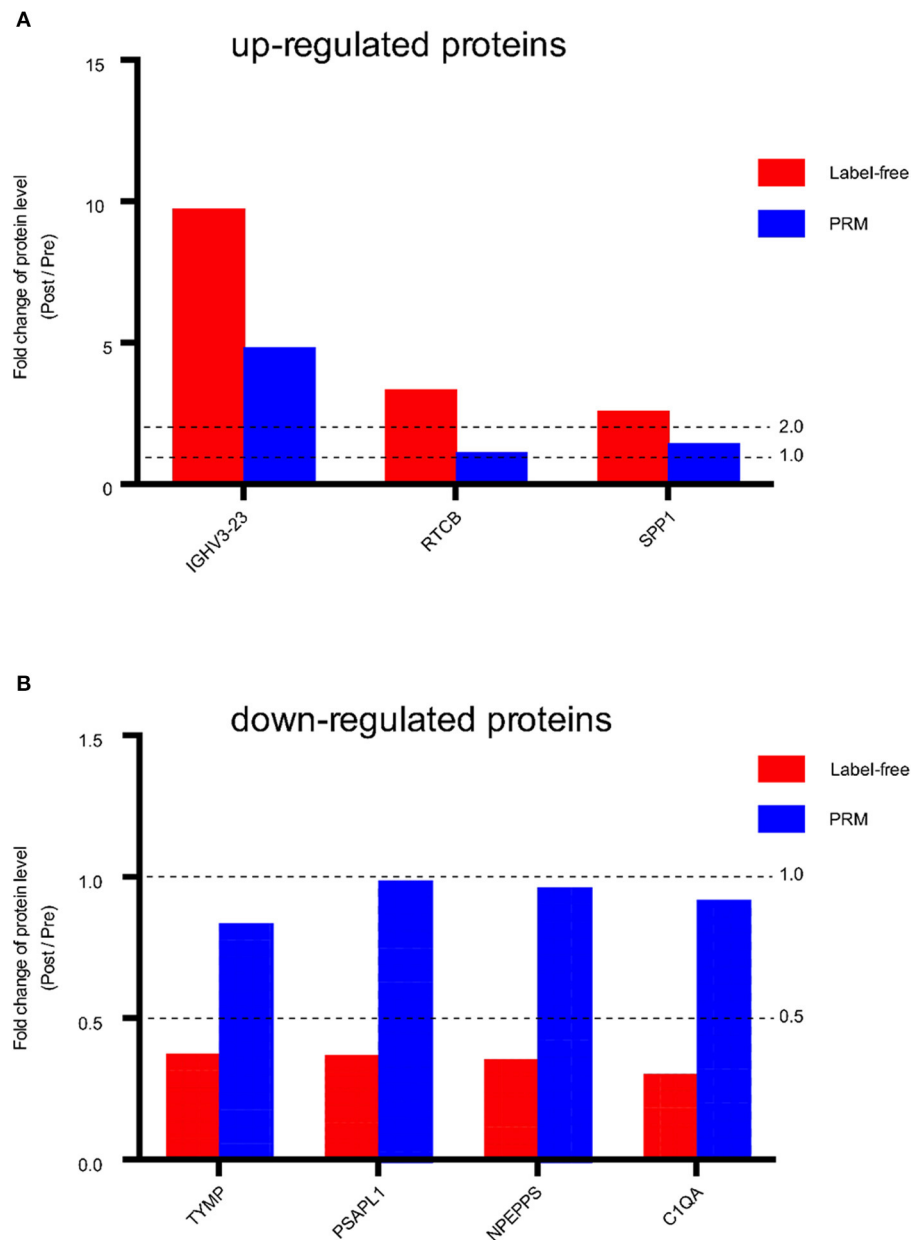 A
up-regulated proteins
15
10
5
0
Fold change of protein level
(Post / Pre)
Label-free
PRM
2.0
1.0
IGHV3-23
RTCB
SPP1
B
down-regulated proteins
1.5
1.0
0.5
0.0
Fold change of protein level
(Post / Pre)
Label-free
PRM
1.0
0.5
TYMP
PSAPL1
NPEPPS
C1QA